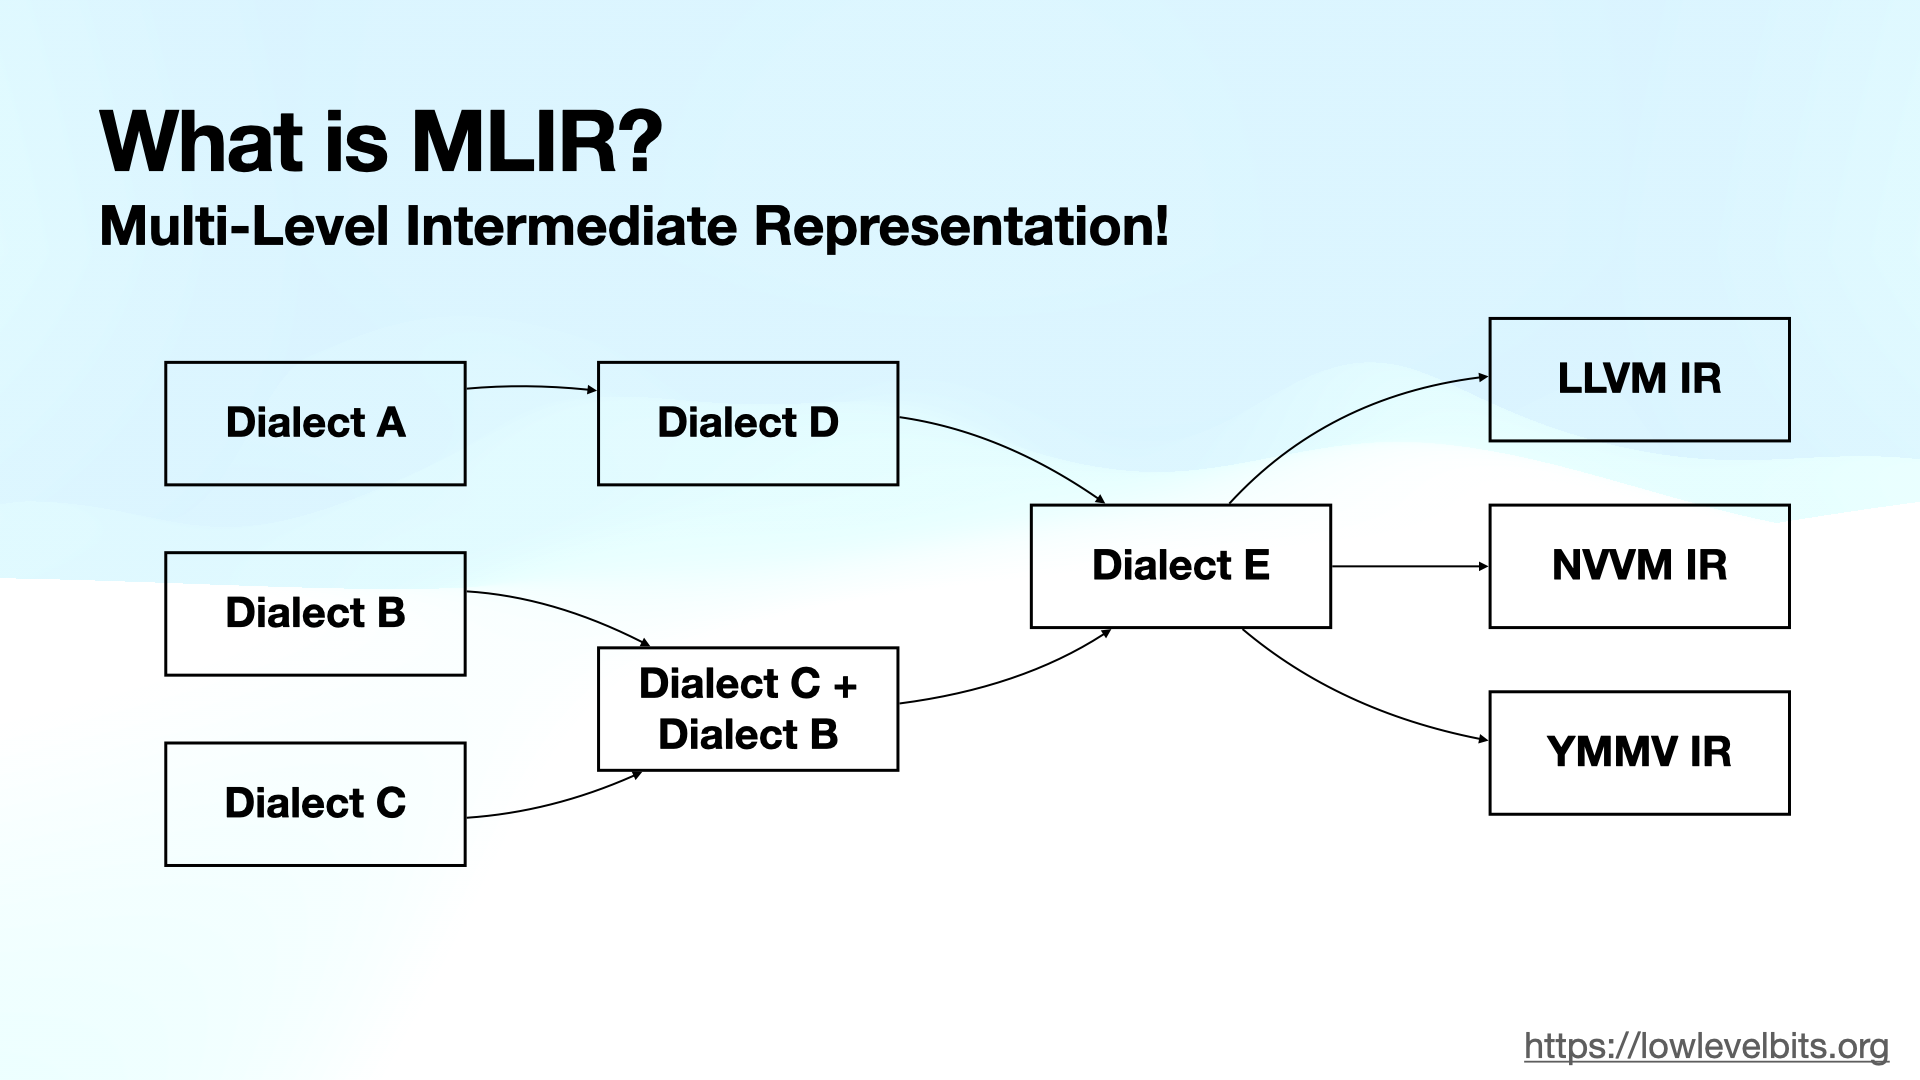 What is MLIR?
Multi-Level Intermediate Representation!
Dialect A
Dialect D
LLVM IR
Dialect B
Dialect C +
Dialect B
Dialect E
NVVM IR
Dialect C
YMMV IR
https://lowlevelbits.org